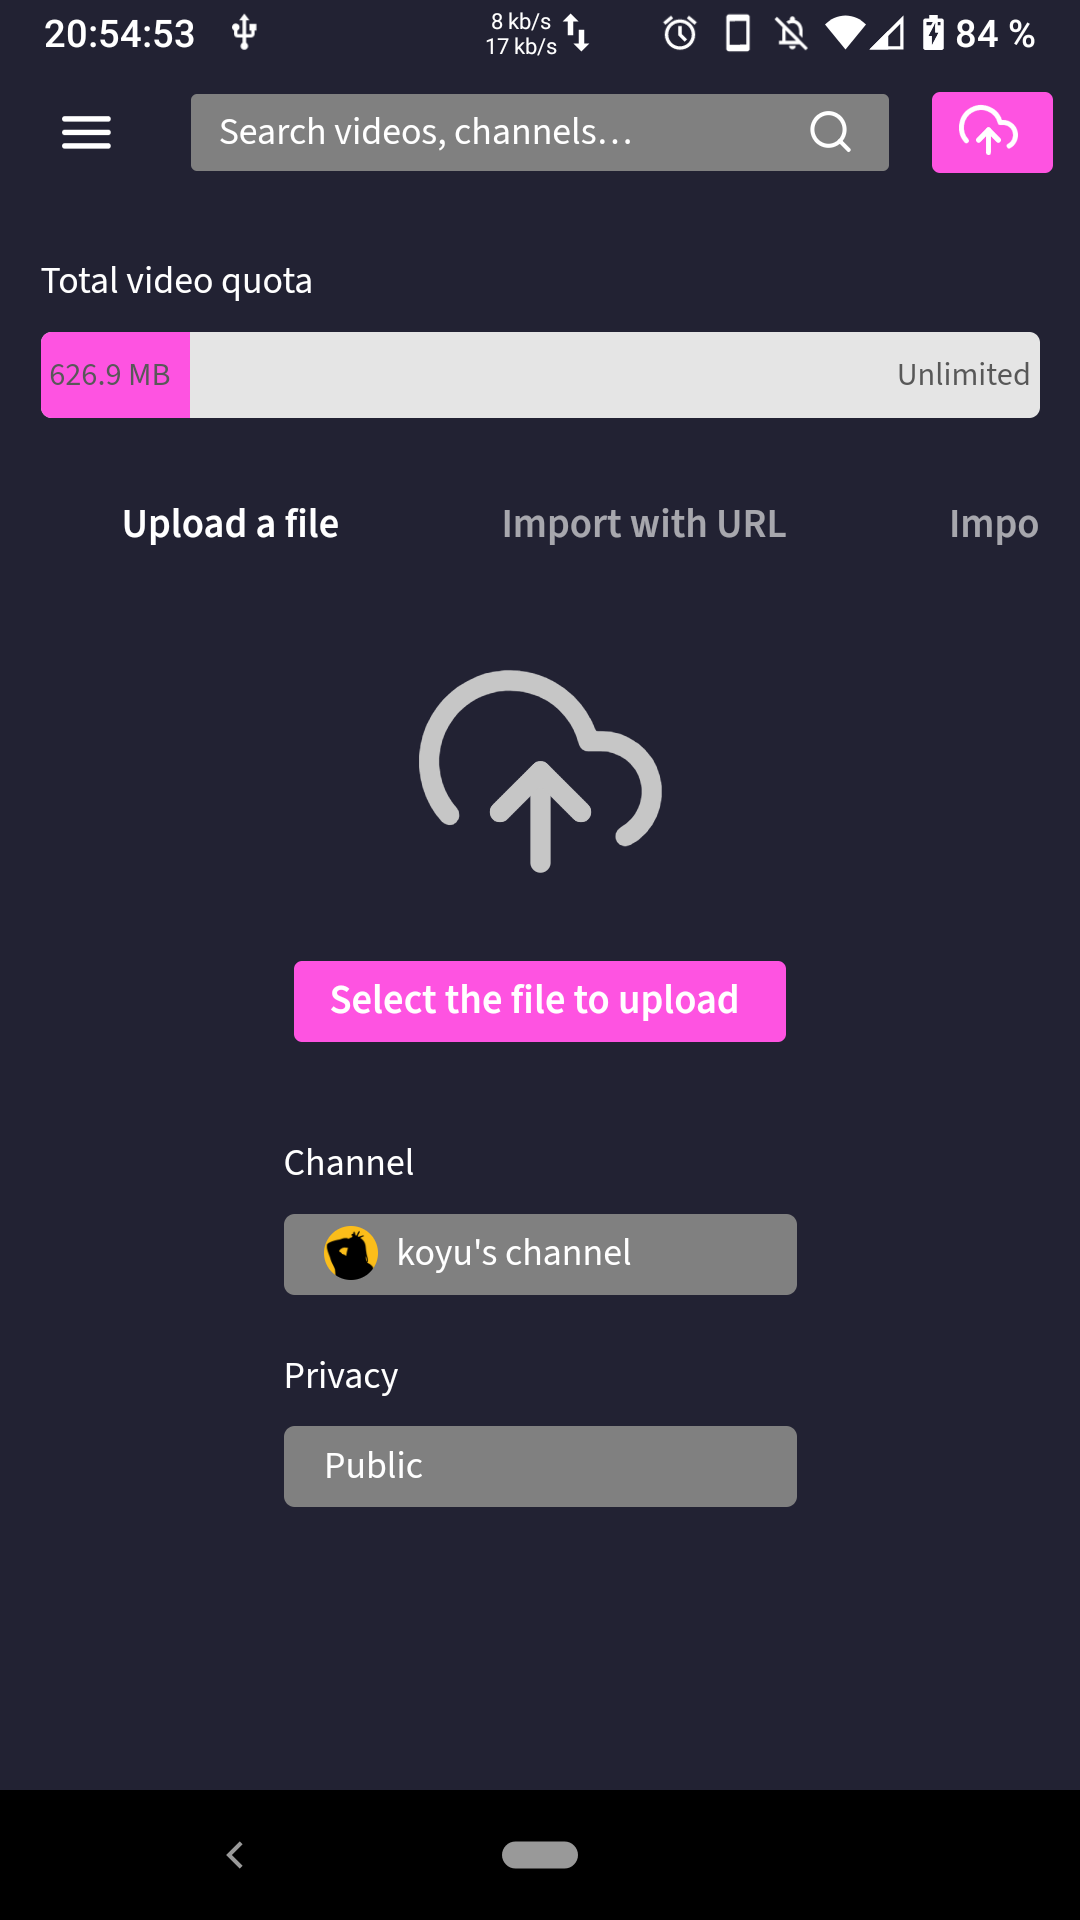 20:54:53
8 kb/s
17 kb/s
84 %
Search videos, channels…
Total video quota
626.9 MB
Unlimited
Upload a file
Import with URL
Impo
Select the file to upload
Channel
koyu's channel
Privacy
Public